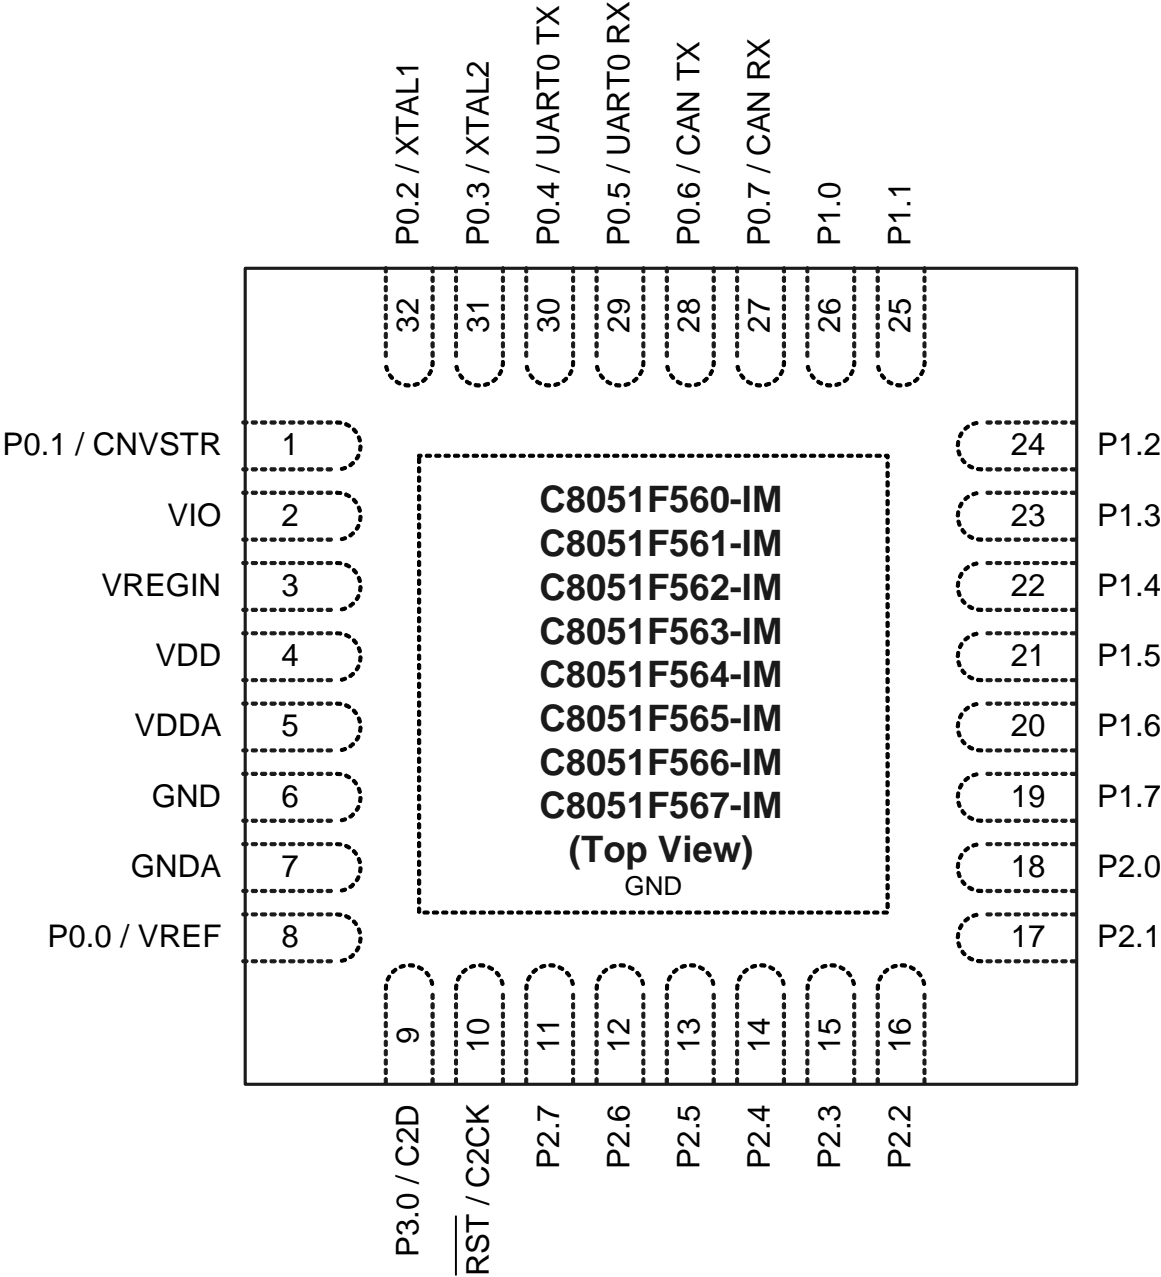 P0.2 / XTAL1
P0.3 / XTAL2
P0.4 / UART0 TX
P0.5 / UART0 RX
P0.6 / CAN TX
P0.7 / CAN RX
P1.0
P1.1
32
31
30
29
28
27
26
25
P0.1 / CNVSTR
1
VIO
2
VREGIN
3
VDD
4
VDDA
5
GND
6
GNDA
7
P0.0 / VREF
8
C8051F560-IM
C8051F561-IM
C8051F562-IM
C8051F563-IM
C8051F564-IM
C8051F565-IM
C8051F566-IM
C8051F567-IM
(Top View)
GND
24
P1.2
23
P1.3
22
P1.4
21
P1.5
20
P1.6
19
P1.7
18
P2.0
17
P2.1
9
10
11
12
13
14
15
16
P3.0 / C2D
RST / C2CK
P2.7
P2.6
P2.5
P2.4
P2.3
P2.2